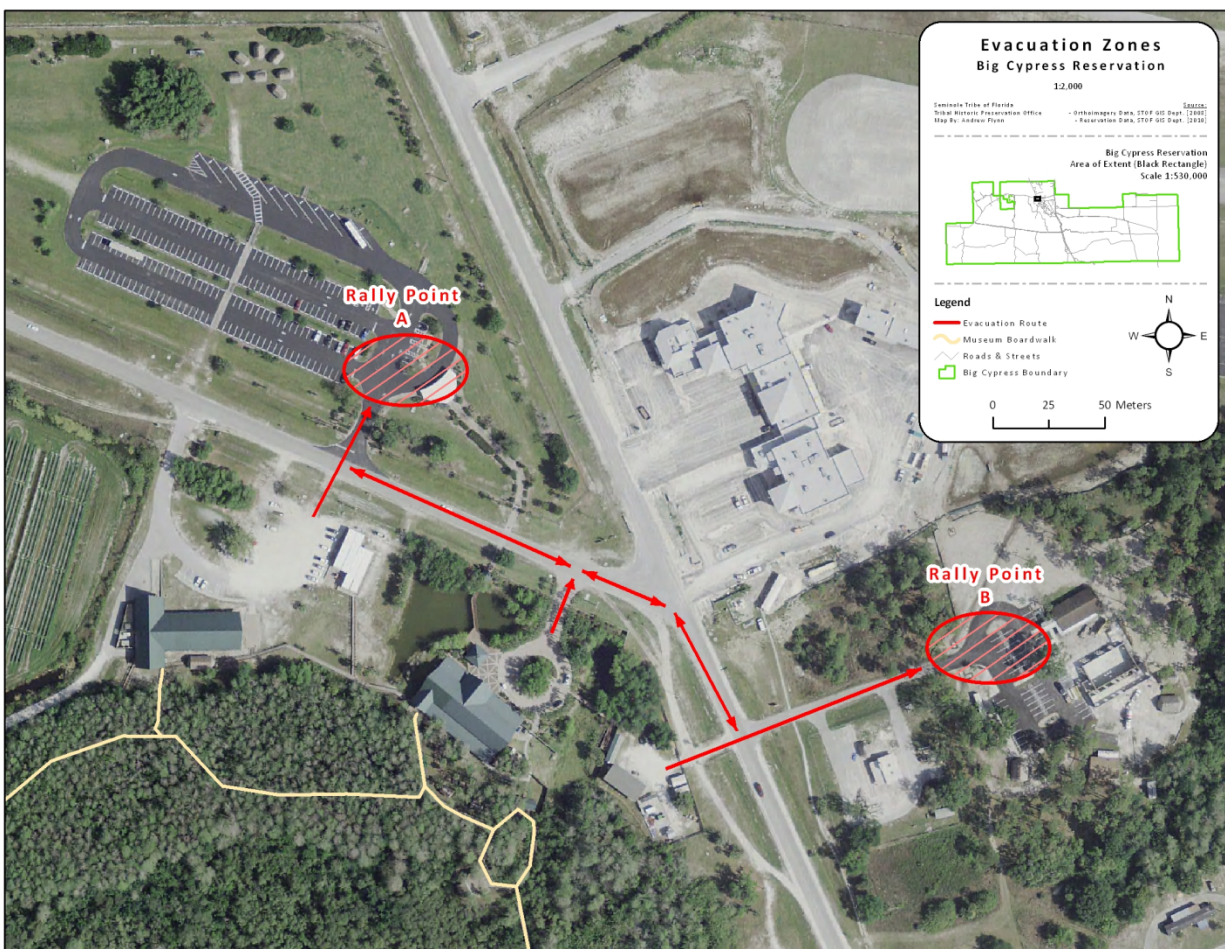 Evacuation Zones
Big Cypress Reservation
1:2,000
Seminole Tribe of Florida
Tribal Historic Preservation Office
Map By: Andrew Flynn
Source:
- Orthoimagery Data, STOF GIS Dept. [2005]
- Reservation Data, STOF GIS Dept. [2010]
Big Cypress Reservation
Area of Extent (Black Rectangle)
Scale 1:530,000
Legend
Evacuation Route
Museum Boardwalk
Roads & Streets
Big Cypress Boundary
N
W E
S
0 25 50 Meters
Rally Point
A
Rally Point
B